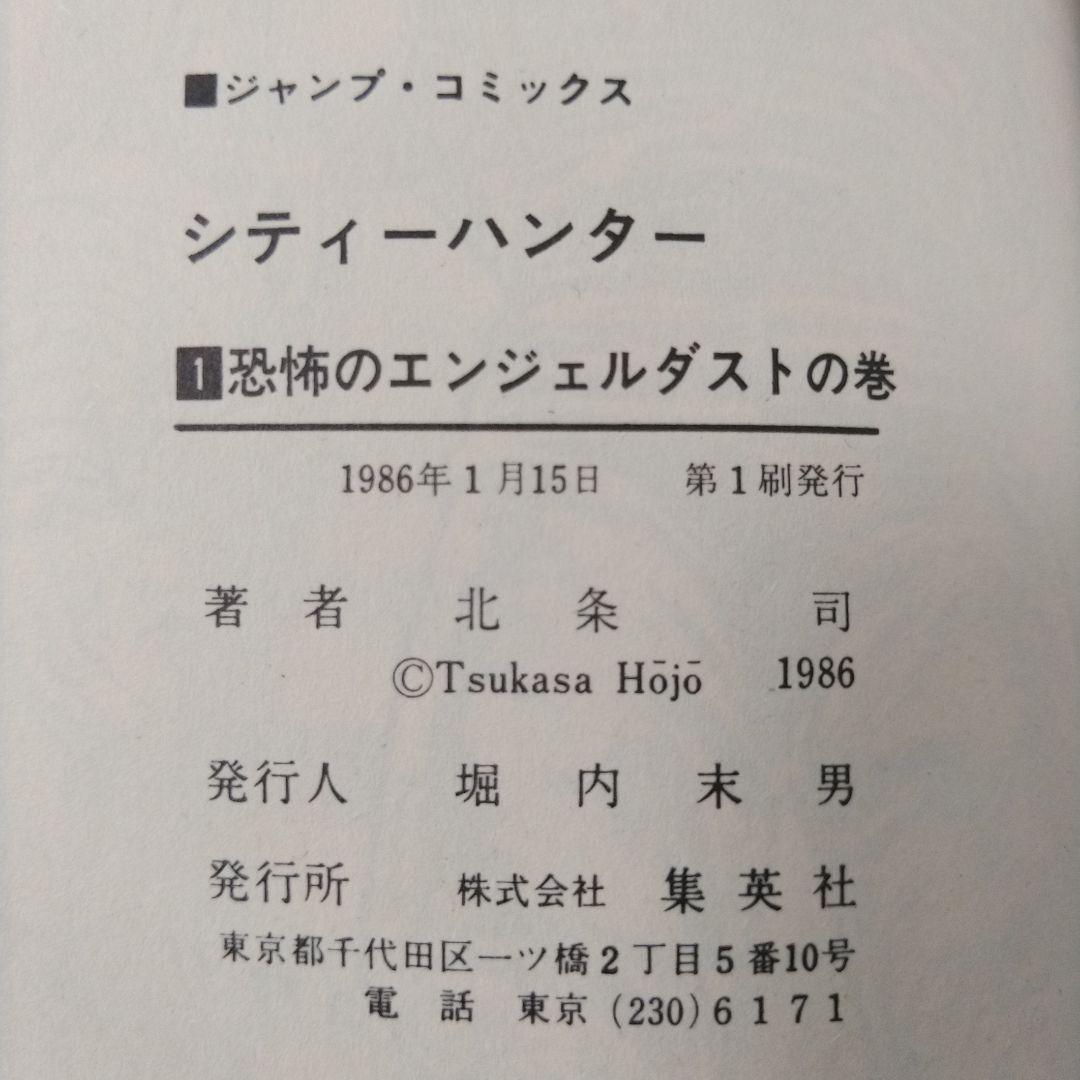 ■ジャンプ・コミックス
シティーハンター
1恐怖のエンジェルダストの巻
1986年1月15日 第1刷発行
著者 北条 司
©Tsukasa Hōjō 1986
発行人 堀内末男
発行所 株式会社 集英社
東京都千代田区一ツ橋2丁目5番10号
電話 東京(230)6171